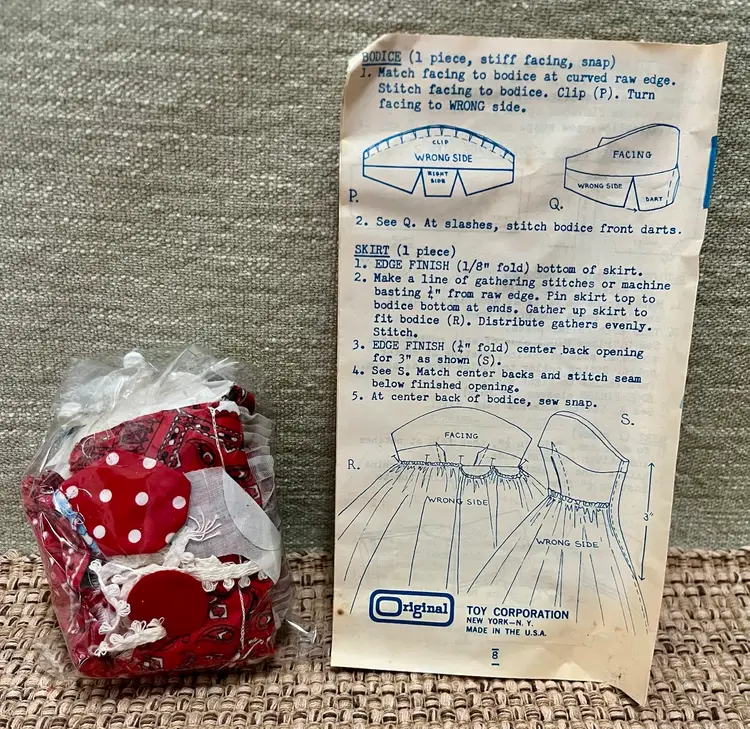 BODICE (1 piece, stiff facing, snap)
1. Match facing to bodice at curved raw edge.
Stitch facing to bodice. Clip (P). Turn
facing to WRONG side.
CLIP
WRONG SIDE
RIGHT
SIDE
P.
FACING
WRONG SIDE
DART
Q.
2. See Q. At slashes, stitch bodice front darts.
SKIRT (1 piece)
1. EDGE FINISH (1/8" fold) bottom of skirt.
2. Make a line of gathering stitches or machine
basting ¼" from raw edge. Pin skirt top to
bodice bottom at ends. Gather up skirt to
fit bodice (R). Distribute gathers evenly.
Stitch.
3. EDGE FINISH (¼" fold) center back opening
for 3" as shown (S).
4. See S. Match center backs and stitch seam
below finished opening.
5. At center back of bodice, sew snap.
FACING
R.
WRONG SIDE
S.
WRONG SIDE
3"
Original
TOY CORPORATION
NEW YORK—N. Y.
MADE IN THE U.S.A.
8